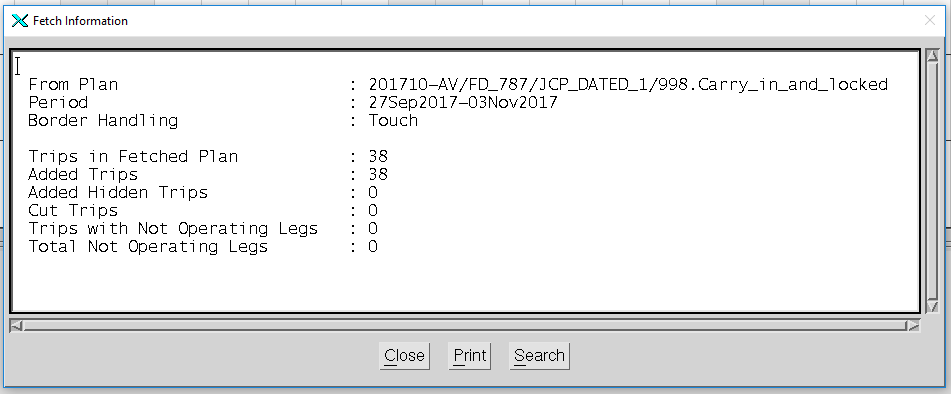 Fetch Information
From Plan : 201710-AV/FD_787/JCP_DATED_1/998.Carry_in_and_locked
Period : 27Sep2017-03Nov2017
Border Handling : Touch
Trips in Fetched Plan : 38
Added Trips : 38
Added Hidden Trips : 0
Cut Trips : 0
Trips with Not Operating Legs : 0
Total Not Operating Legs : 0
Close Print Search